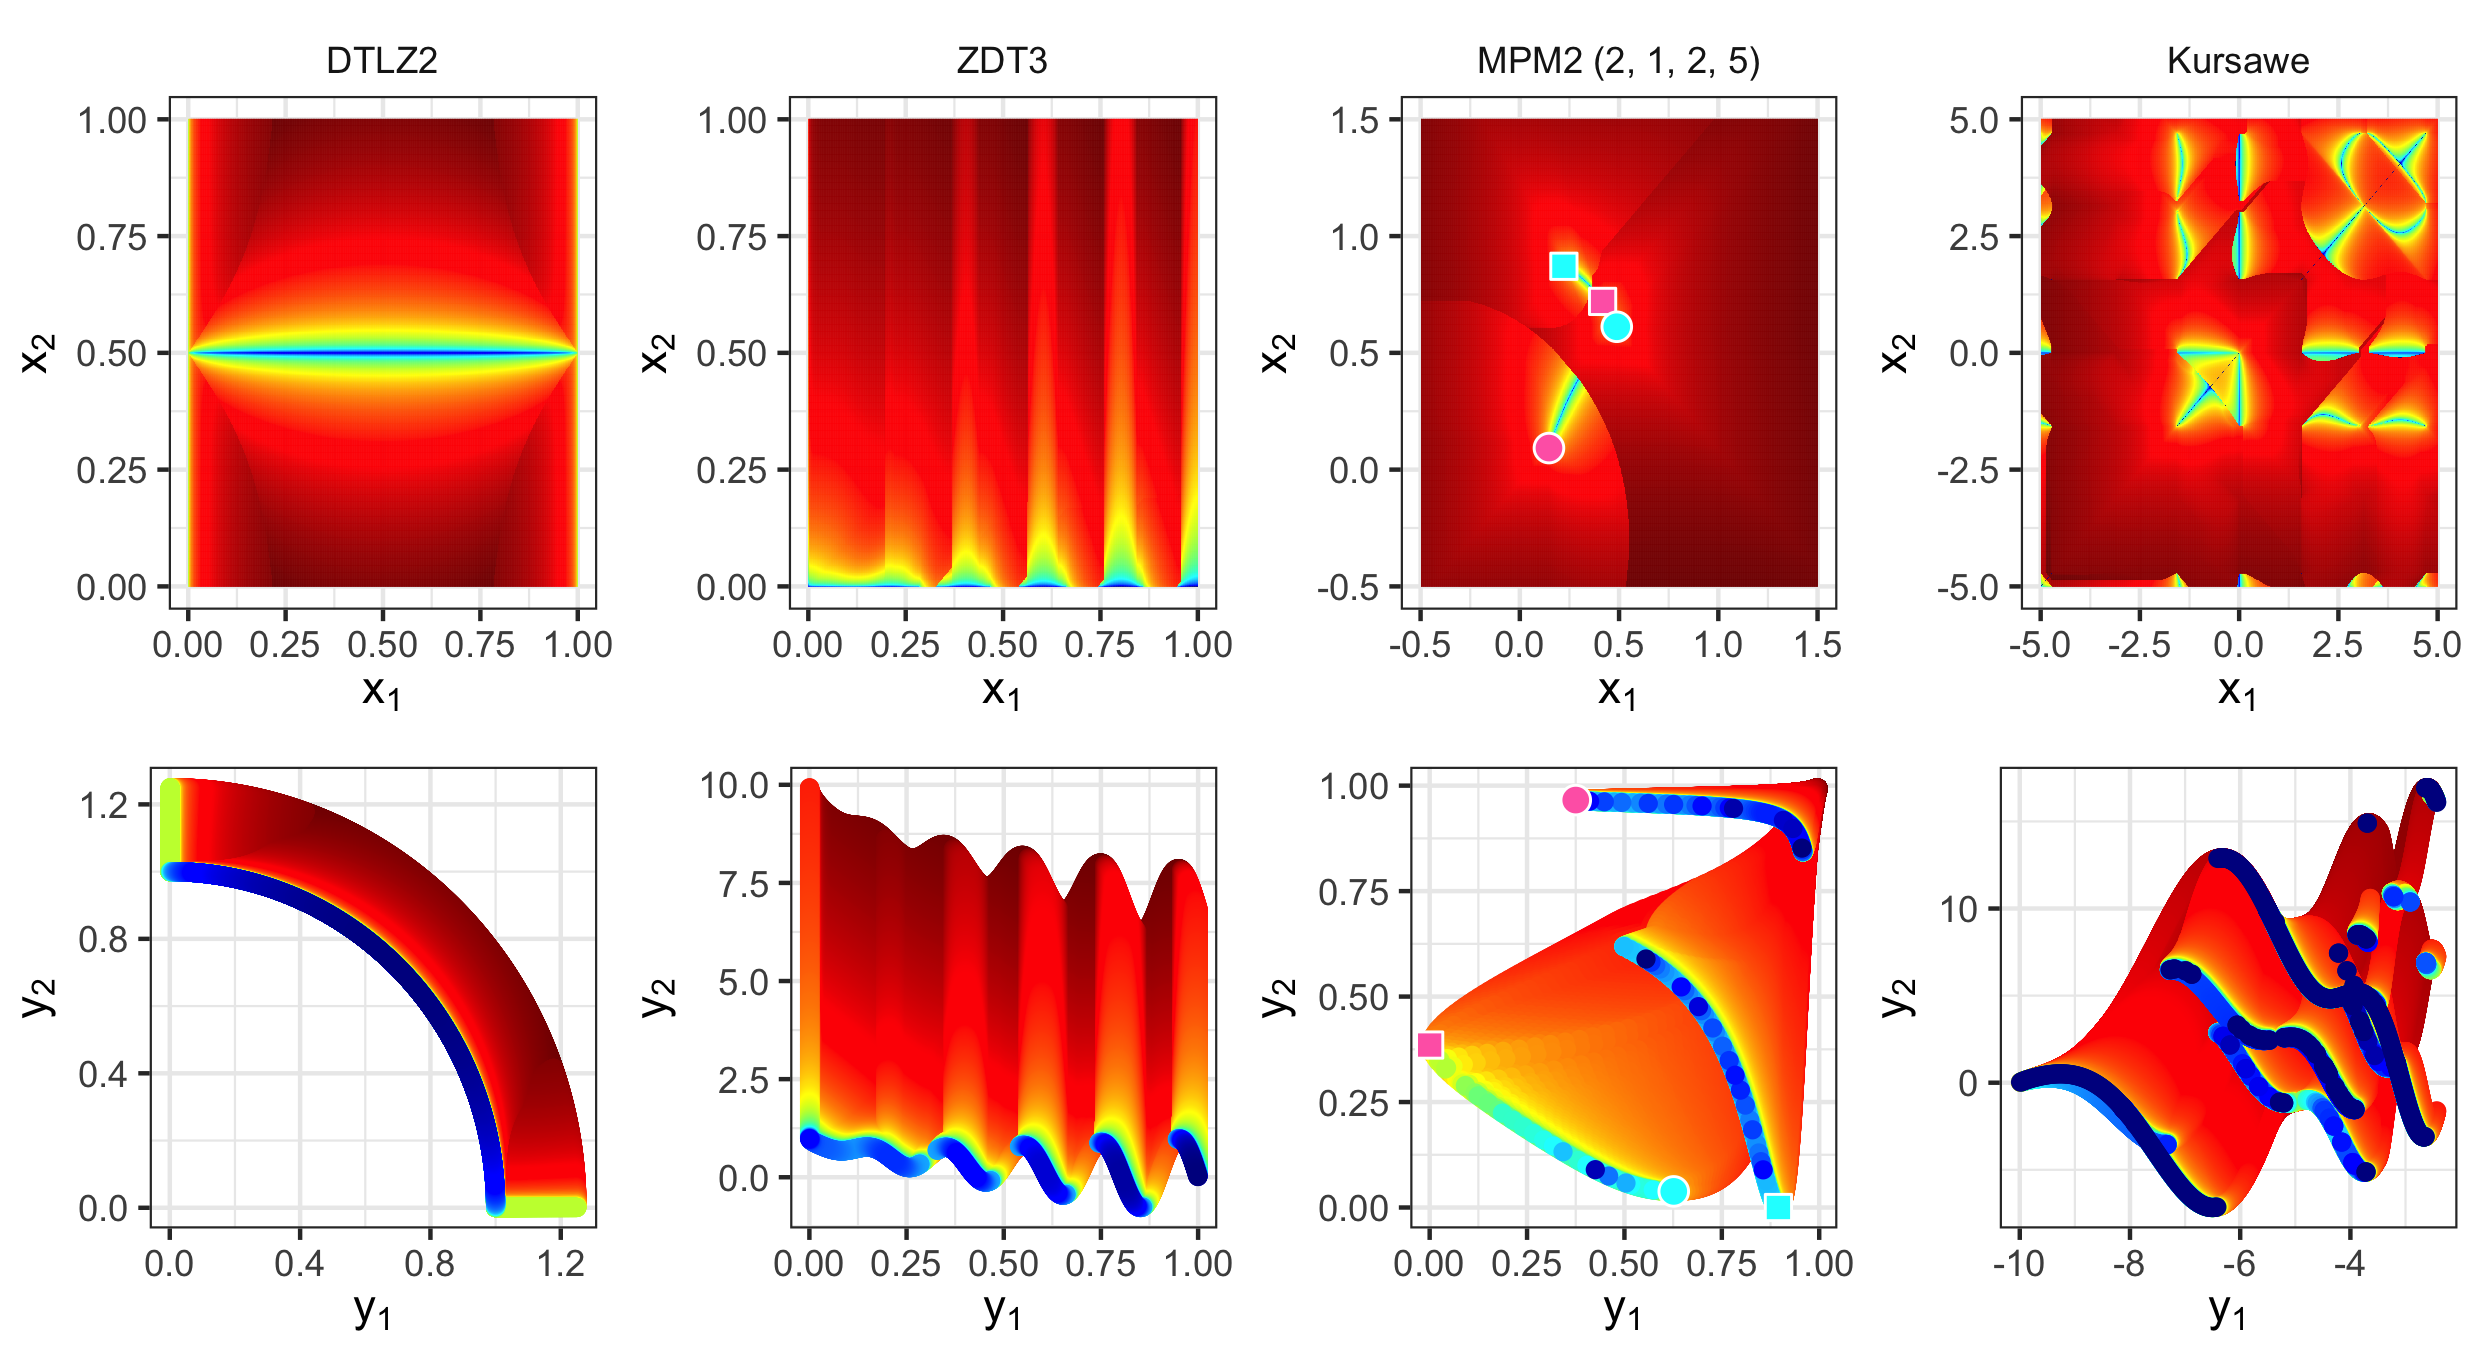 DTLZ2 ZDT3 MPM2 (2, 1, 2, 5) Kursawe
1.00 1.00 1.5 5.0
0.75 0.75 1.0 2.5
x2 0.50 x2 0.50 x2 0.5 x2 0.0
0.25 0.25 0.0 -2.5
0.00 0.00 -0.5 -5.0
0.00 0.25 0.50 0.75 1.00 0.00 0.25 0.50 0.75 1.00 -0.5 0.0 0.5 1.0 1.5 -5.0 -2.5 0.0 2.5 5.0
x1 x1 x1 x1
1.2 10.0 1.00
0.8 7.5 0.75 10
y2 y2 5.0 y2 0.50 y2
0.4 2.5 0.25 0
0.0 0.0 0.00
0.0 0.4 0.8 1.2 0.00 0.25 0.50 0.75 1.00 0.00 0.25 0.50 0.75 1.00 -10 -8 -6 -4
y1 y1 y1 y1